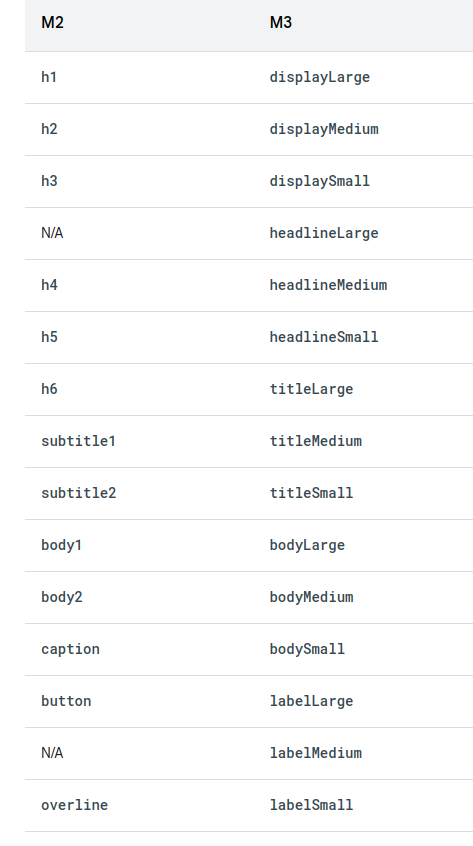 M2 M3
h1 displayLarge
h2 displayMedium
h3 displaySmall
N/A headlineLarge
h4 headlineMedium
h5 headlineSmall
h6 titleLarge
subtitle1 titleMedium
subtitle2 titleSmall
body1 bodyLarge
body2 bodyMedium
caption bodySmall
button labelLarge
N/A labelMedium
overline labelSmall